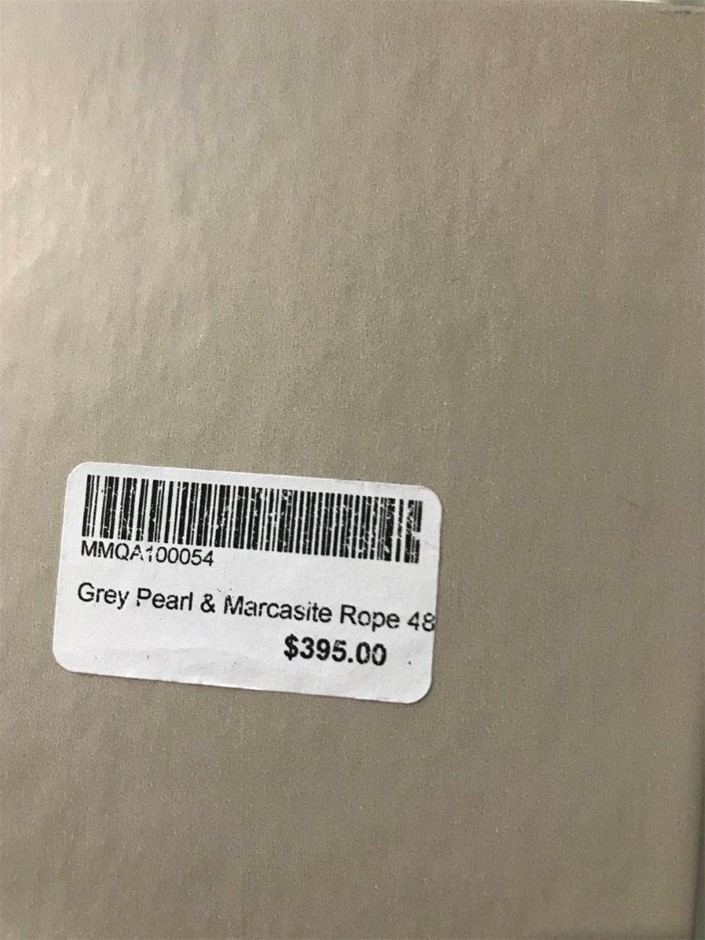 MMQA100054
Grey Pearl & Marcasite Rope 48
$395.00